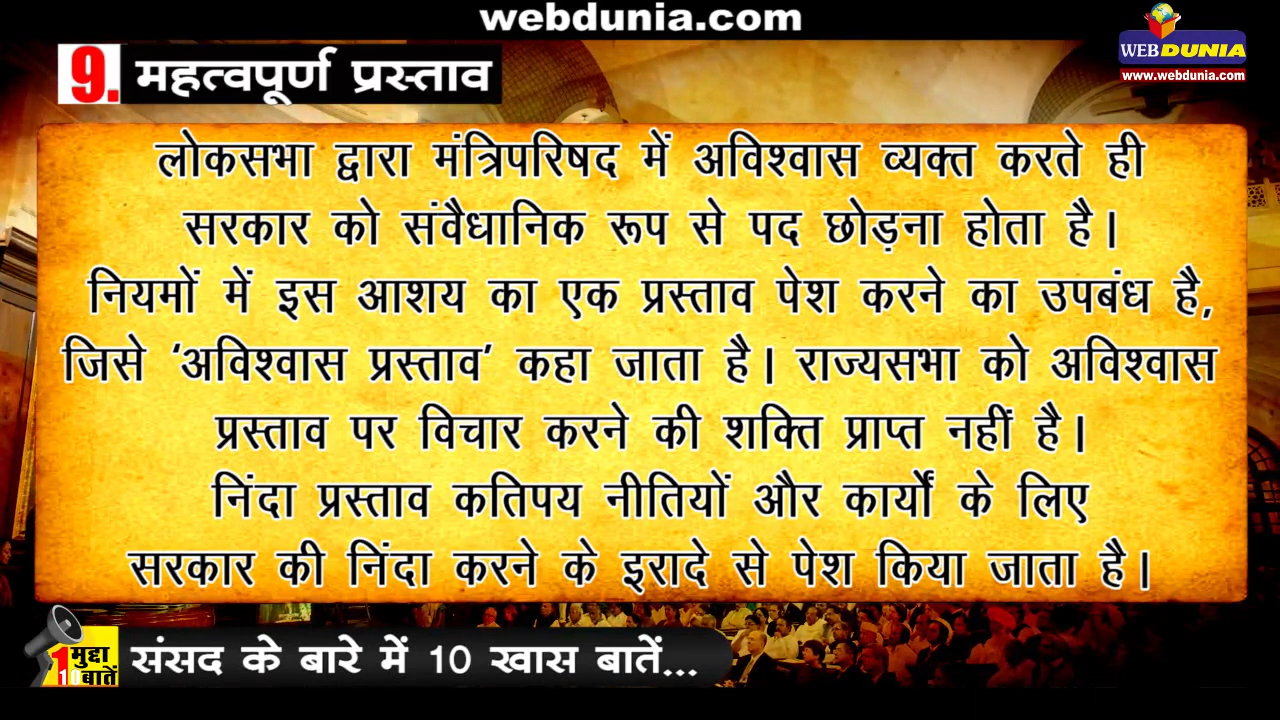 webdunia.com
WEBDUNIA
www.webdunia.com
9. महत्वपूर्ण प्रस्ताव
लोकसभा द्वारा मंत्रिपरिषद में अविश्वास व्यक्त करते ही
सरकार को संवैधानिक रूप से पद छोड़ना होता है।
नियमों में इस आशय का एक प्रस्ताव पेश करने का उपबंध है,
जिसे ‘अविश्वास प्रस्ताव’ कहा जाता है। राज्यसभा को अविश्वास
प्रस्ताव पर विचार करने की शक्ति प्राप्त नहीं है।
निंदा प्रस्ताव कतिपय नीतियों और कार्यों के लिए
सरकार की निंदा करने के इरादे से पेश किया जाता है।
1 मुद्दा
10 बातें
संसद के बारे में 10 खास बातें...